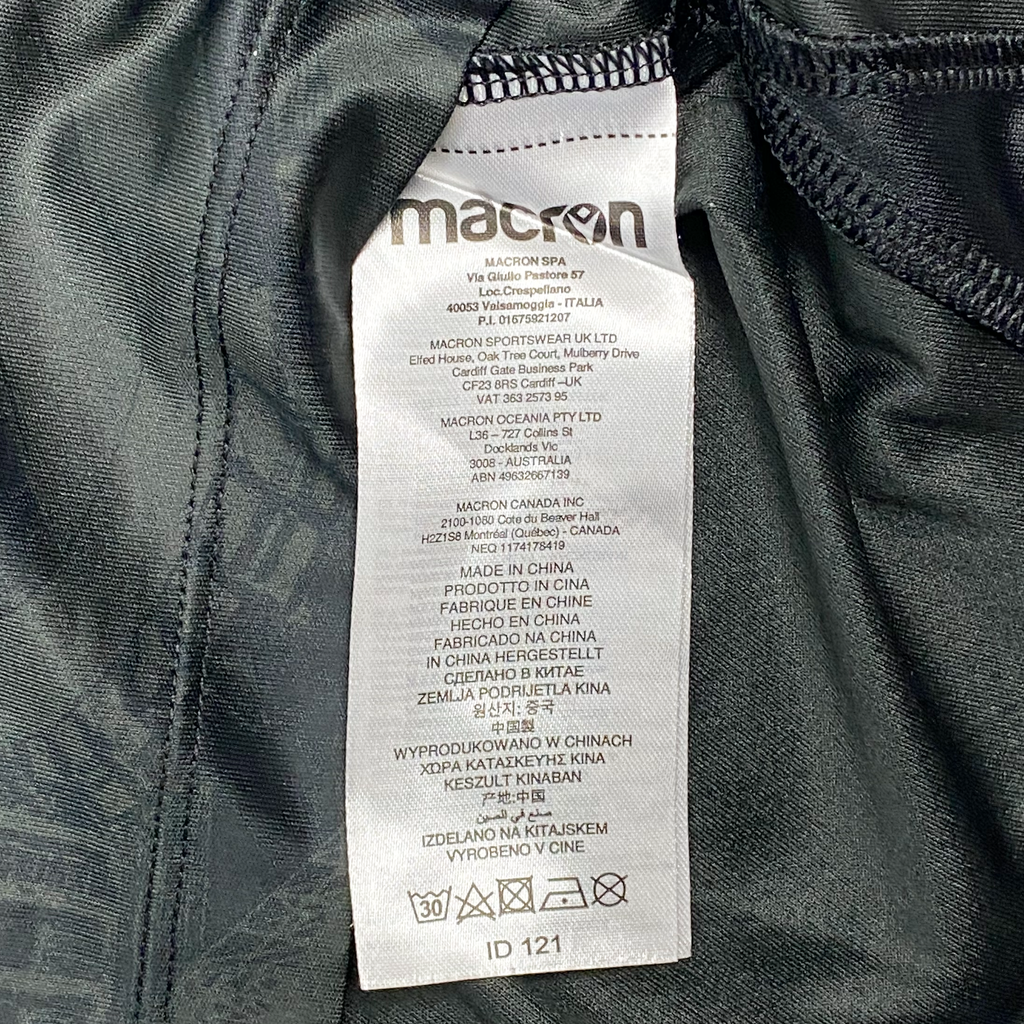 macron
MACRON SPA
Via Giulio Pastore 57
Loc.Crespellano
40053 Valsamoggia - ITALIA
P.I. 01675921207
MACRON SPORTSWEAR UK LTD
Elfed House, Oak Tree Court, Mulberry Drive
Cardiff Gate Business Park
CF23 8RS Cardiff –UK
VAT 363 2573 95
MACRON OCEANIA PTY LTD
L36 – 727 Collins St
Docklands Vic
3008 - AUSTRALIA
ABN 49632667139
MACRON CANADA INC
2100-1080 Cote du Beaver Hall
H2Z1S8 Montréal (Québec) - CANADA
NEQ 1174178419
MADE IN CHINA
PRODOTTO IN CINA
FABRIQUE EN CHINE
HECHO EN CHINA
FABRICADO NA CHINA
IN CHINA HERGESTELLT
СДЕЛАНО В КИТАЕ
ZEMLJA PODRIJETLA KINA
원산지: 중국
中国製
WYPRODUKOWANO W CHINACH
ΧΩΡΑ ΚΑΤΑΣΚΕΥΗΣ ΚΙΝΑ
KESZULT KINABAN
产地:中国
صنع في الصين
IZDELANO NA KITAJSKEM
VYROBENO V CINE
30
ID 121